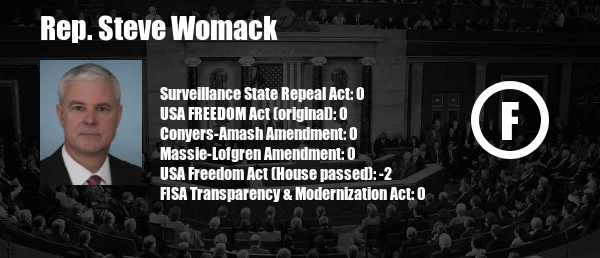 Rep. Steve Womack
Surveillance State Repeal Act: 0
USA FREEDOM Act (original): 0
Conyers-Amash Amendment: 0
Massie-Lofgren Amendment: 0
USA Freedom Act (House passed): -2
FISA Transparency & Modernization Act: 0
F